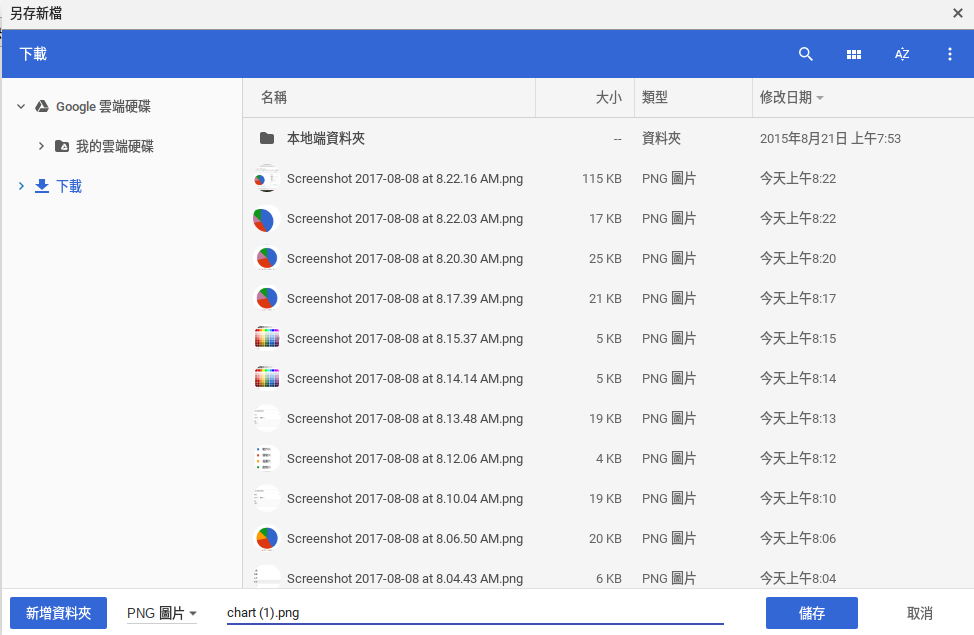 另存新檔
下載
AZ
Google 雲端硬碟
我的雲端硬碟
下載
名稱 大小 類型 修改日期
本地端資料夾 -- 資料夾 2015年8月21日 上午7:53
Screenshot 2017-08-08 at 8.22.16 AM.png 115 KB PNG 圖片 今天上午8:22
Screenshot 2017-08-08 at 8.22.03 AM.png 17 KB PNG 圖片 今天上午8:22
Screenshot 2017-08-08 at 8.20.30 AM.png 25 KB PNG 圖片 今天上午8:20
Screenshot 2017-08-08 at 8.17.39 AM.png 21 KB PNG 圖片 今天上午8:17
Screenshot 2017-08-08 at 8.15.37 AM.png 5 KB PNG 圖片 今天上午8:15
Screenshot 2017-08-08 at 8.14.14 AM.png 5 KB PNG 圖片 今天上午8:14
Screenshot 2017-08-08 at 8.13.48 AM.png 19 KB PNG 圖片 今天上午8:13
Screenshot 2017-08-08 at 8.12.06 AM.png 4 KB PNG 圖片 今天上午8:12
Screenshot 2017-08-08 at 8.10.04 AM.png 19 KB PNG 圖片 今天上午8:10
Screenshot 2017-08-08 at 8.06.50 AM.png 20 KB PNG 圖片 今天上午8:06
Screenshot 2017-08-08 at 8.04.43 AM.png 6 KB PNG 圖片 今天上午8:04
新增資料夾 PNG 圖片 chart (1).png 儲存 取消